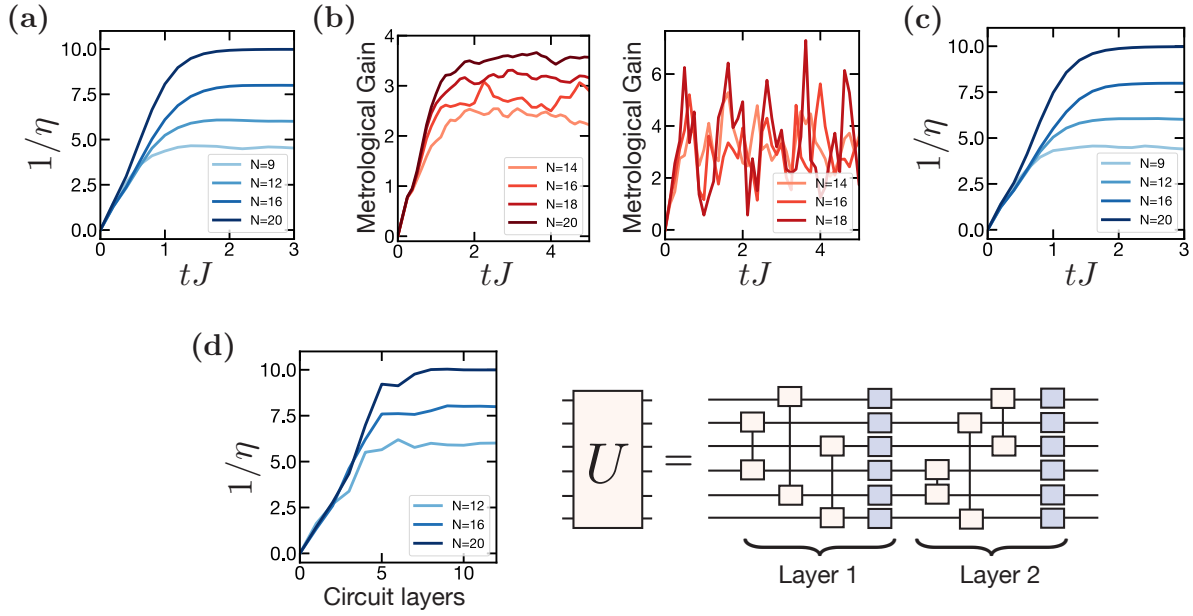 (a)
1/η
10.0
7.5
5.0
2.5
0.0
N=9
N=12
N=16
N=20
0 1 2 3
tJ
(b)
Metrological Gain
4
3
2
1
0
N=14
N=16
N=18
N=20
0 2 4
tJ
Metrological Gain
6
4
2
0
N=14
N=16
N=18
0 2 4
tJ
(c)
1/η
10.0
7.5
5.0
2.5
0.0
N=9
N=12
N=16
N=20
0 1 2 3
tJ
(d)
1/η
10.0
7.5
5.0
2.5
0.0
N=12
N=16
N=20
0 5 10
Circuit layers
U =
Layer 1 Layer 2